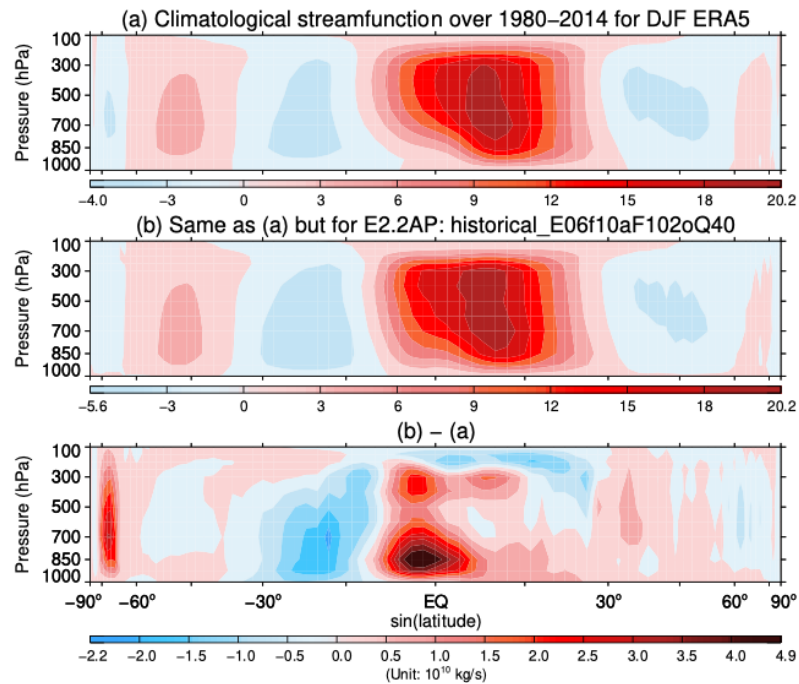 (a) Climatological streamfunction over 1980−2014 for DJF ERA5
Pressure (hPa)
100
300
500
700
850
1000
−4.0 −3 0 3 6 9 12 15 18 20.2
(b) Same as (a) but for E2.2AP: historical_E06f10aF102oQ40
Pressure (hPa)
100
300
500
700
850
1000
−5.6 −3 0 3 6 9 12 15 18 20.2
(b) − (a)
Pressure (hPa)
100
300
500
700
850
1000
−90° −60° −30° EQ 30° 60° 90°
sin(latitude)
−2.2 −2.0 −1.5 −1.0 −0.5 0.0 0.5 1.0 1.5 2.0 2.5 3.0 4.0 4.9
(Unit: 10¹⁰ kg/s)